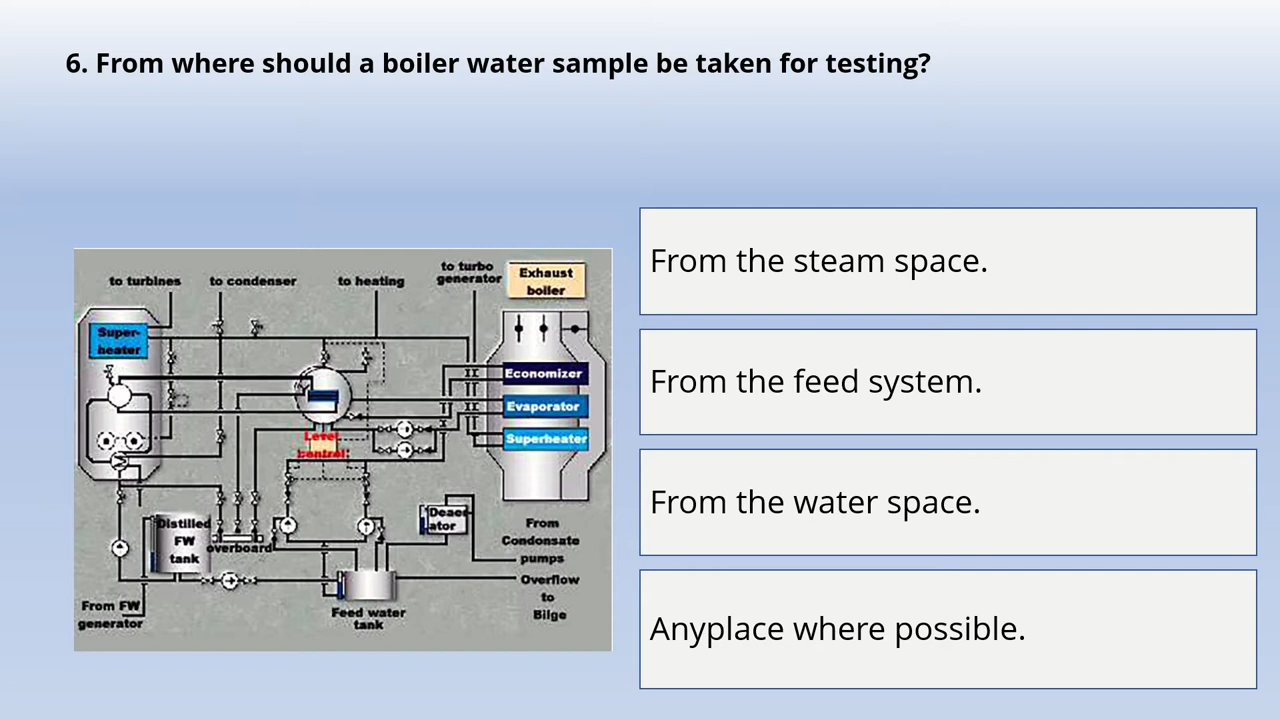 6. From where should a boiler water sample be taken for testing?
to turbines
to condenser
to heating
to turbo
generator
Exhaust
boiler
Super-
heater
Economizer
Evaporator
Superheater
Level
control
Distilled
FW
tank
overboard
Deaer
ator
From
Condonsate
pumps
Overflow
to
Bilge
From FW
generator
Feed water
tank
From the steam space.
From the feed system.
From the water space.
Anyplace where possible.